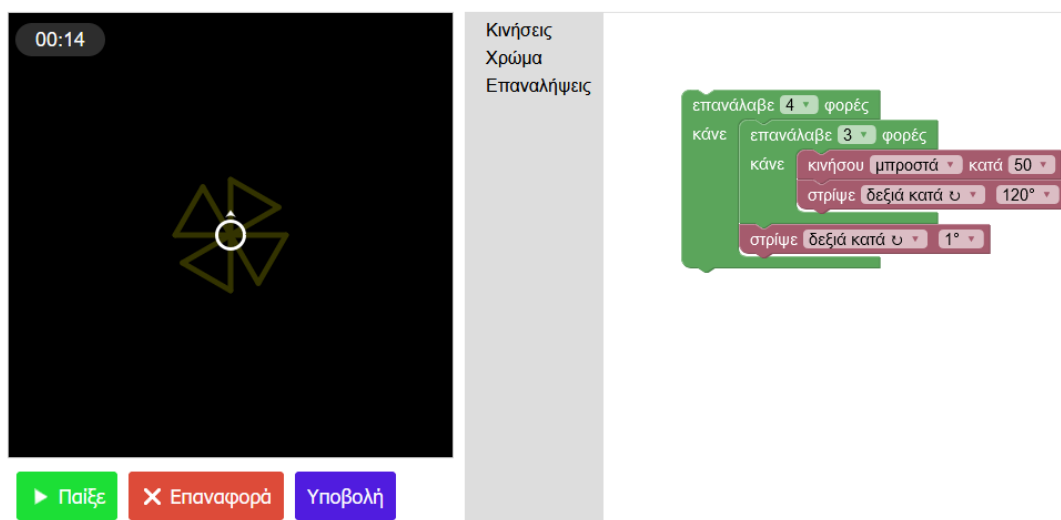 00:14
Κινήσεις
Χρώμα
Επαναλήψεις
επανάλαβε 4 φορές
κάνε επανάλαβε 3 φορές
κάνε κινήσου μπροστά κατά 50
στρίψε δεξιά κατά ↻ 120°
στρίψε δεξιά κατά ↻ 1°
Παίξε
Επαναφορά
Υποβολή